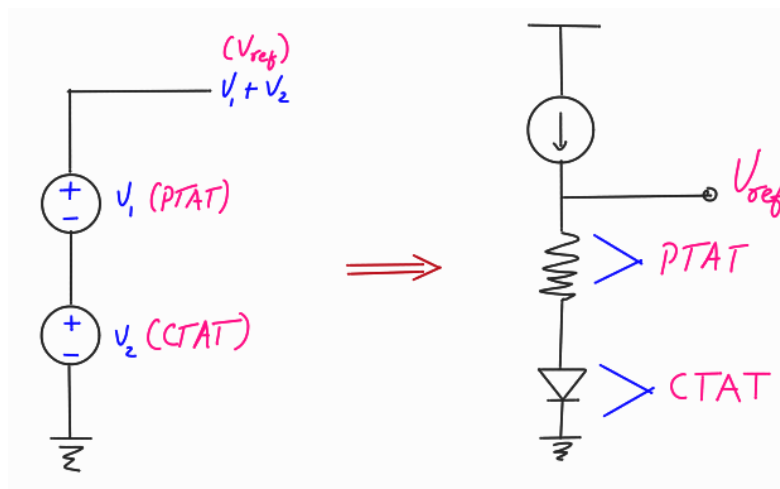 (Vref)
V1 + V2
+
-
V1 (PTAT)
+
-
V2 (CTAT)
Vref
PTAT
CTAT